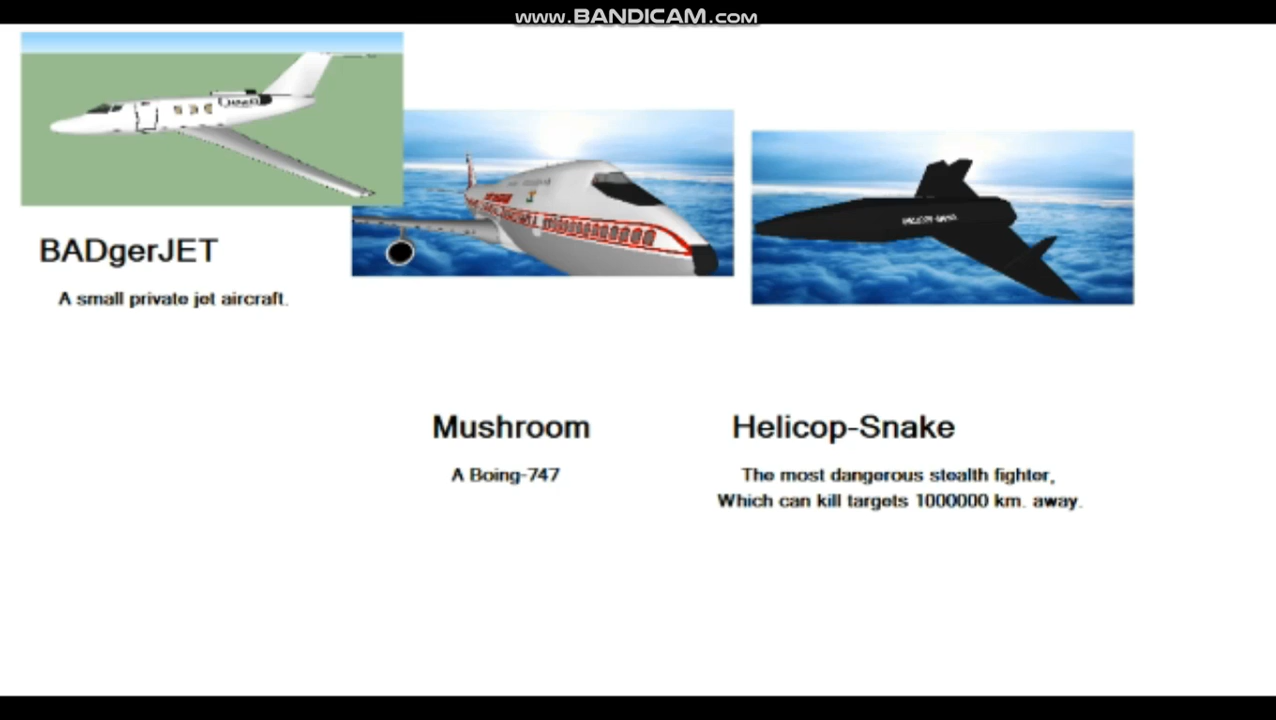 www.BANDICAM.com
BADgerJET
A small private jet aircraft.
Mushroom
A Boing-747
Helicop-Snake
The most dangerous stealth fighter,
Which can kill targets 1000000 km. away.